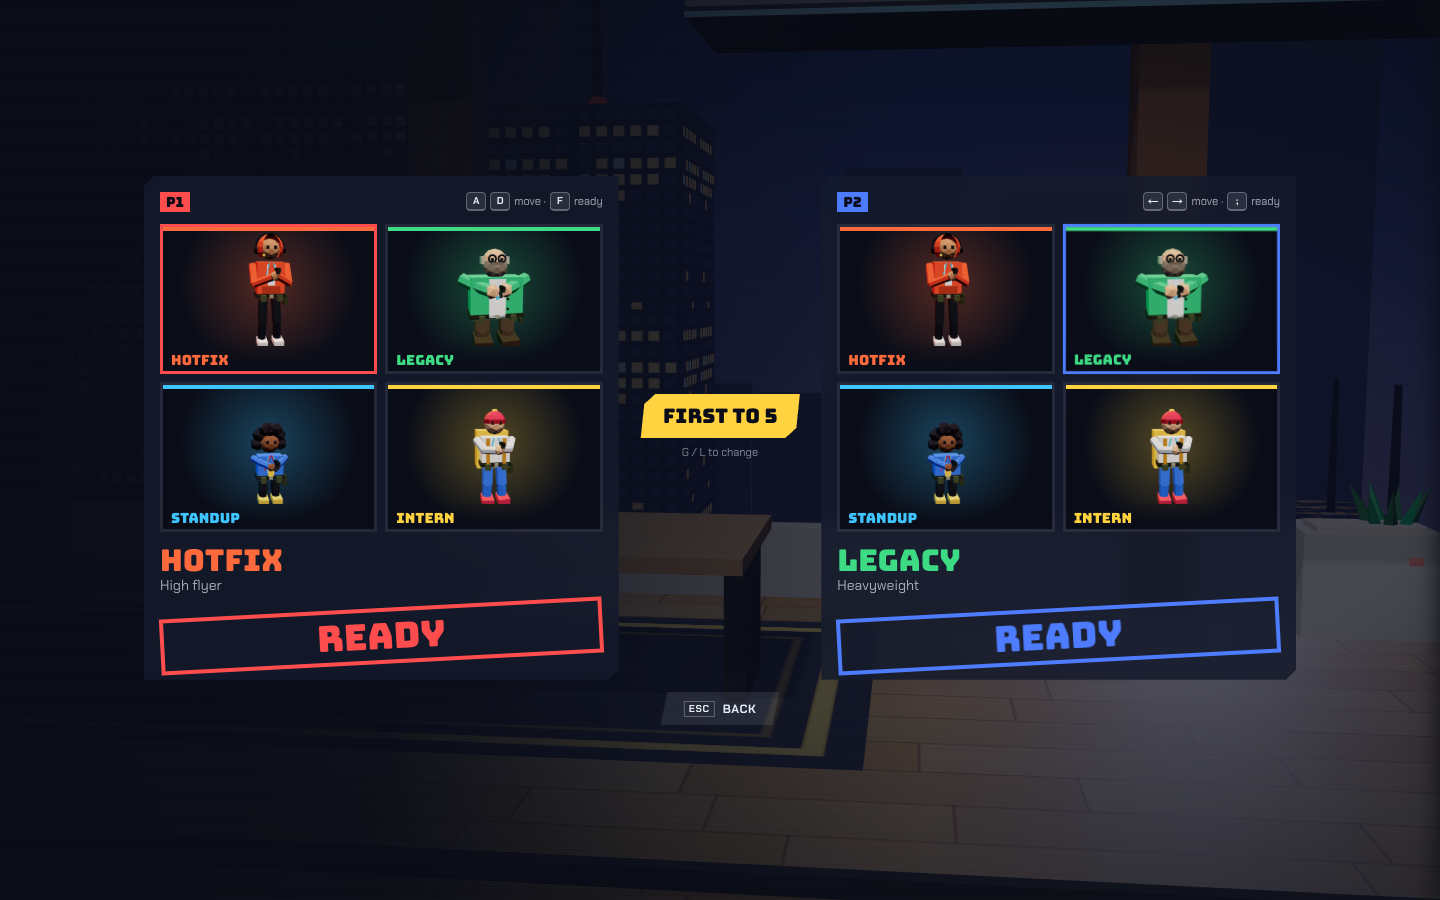 P1
A D move · F ready
HOTFIX
LEGACY
STANDUP
INTERN
HOTFIX
High flyer
READY
FIRST TO 5
G / L to change
ESC BACK
P2
← → move · ; ready
HOTFIX
LEGACY
STANDUP
INTERN
LEGACY
Heavyweight
READY